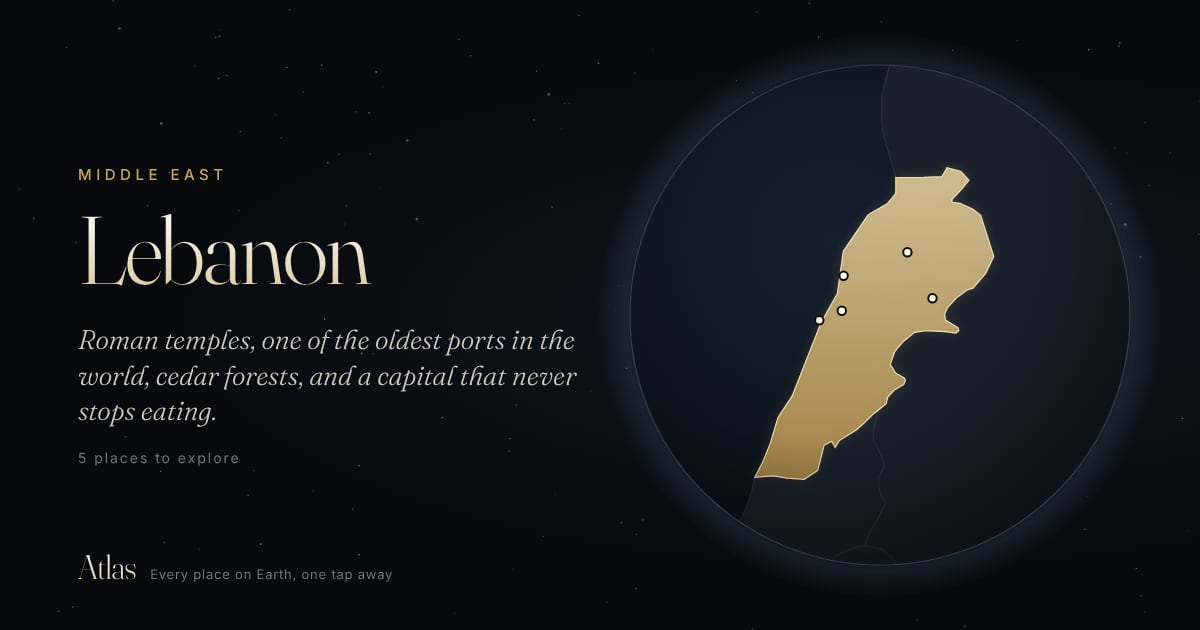 MIDDLE EAST
Lebanon
Roman temples, one of the oldest ports in the
world, cedar forests, and a capital that never
stops eating.
5 places to explore
Atlas Every place on Earth, one tap away